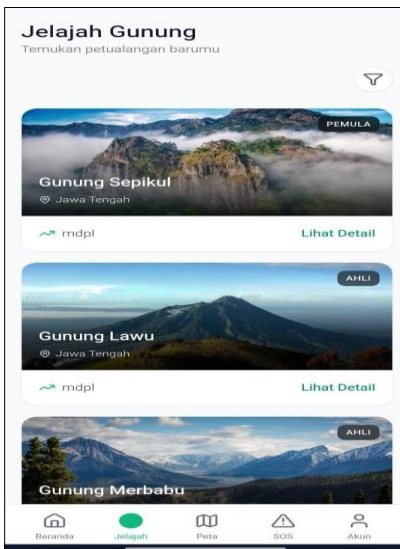 Jelajah Gunung
Temukan petualangan barumu
PEMULA
Gunung Sepikul
Jawa Tengah
mdpl
Lihat Detail
AHLI
Gunung Lawu
Jawa Tengah
mdpl
Lihat Detail
AHLI
Gunung Merbabu
Beranda
Jelajah
Peta
SOS
Akun